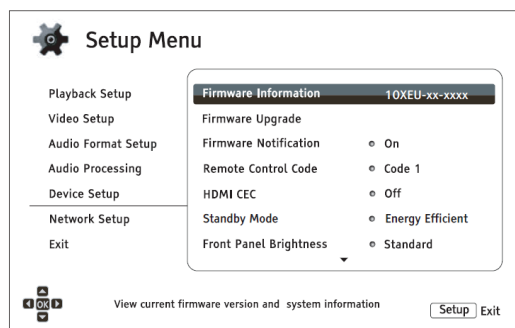 Setup Menu
Playback Setup
Video Setup
Audio Format Setup
Audio Processing
Device Setup
Network Setup
Exit
Firmware Information 10XEU-xx-xxxx
Firmware Upgrade
Firmware Notification On
Remote Control Code Code 1
HDMI CEC Off
Standby Mode Energy Efficient
Front Panel Brightness Standard
OK
View current firmware version and system information
Setup Exit